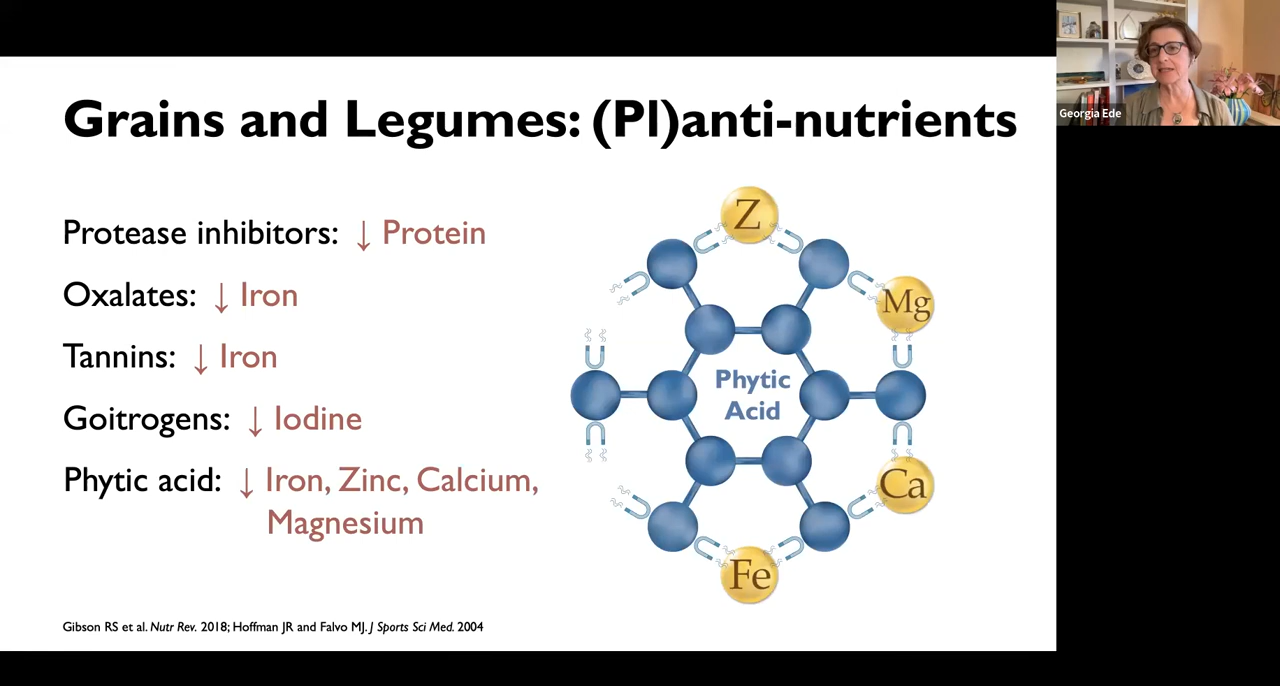 Grains and Legumes: (Pl)anti-nutrients
Georgia Ede
Protease inhibitors: ↓ Protein
Oxalates: ↓ Iron
Tannins: ↓ Iron
Goitrogens: ↓ Iodine
Phytic acid: ↓ Iron, Zinc, Calcium,
Magnesium
Z
Mg
Phytic
Acid
Ca
Fe
Gibson RS et al. Nutr Rev. 2018; Hoffman JR and Falvo MJ. J Sports Sci Med. 2004